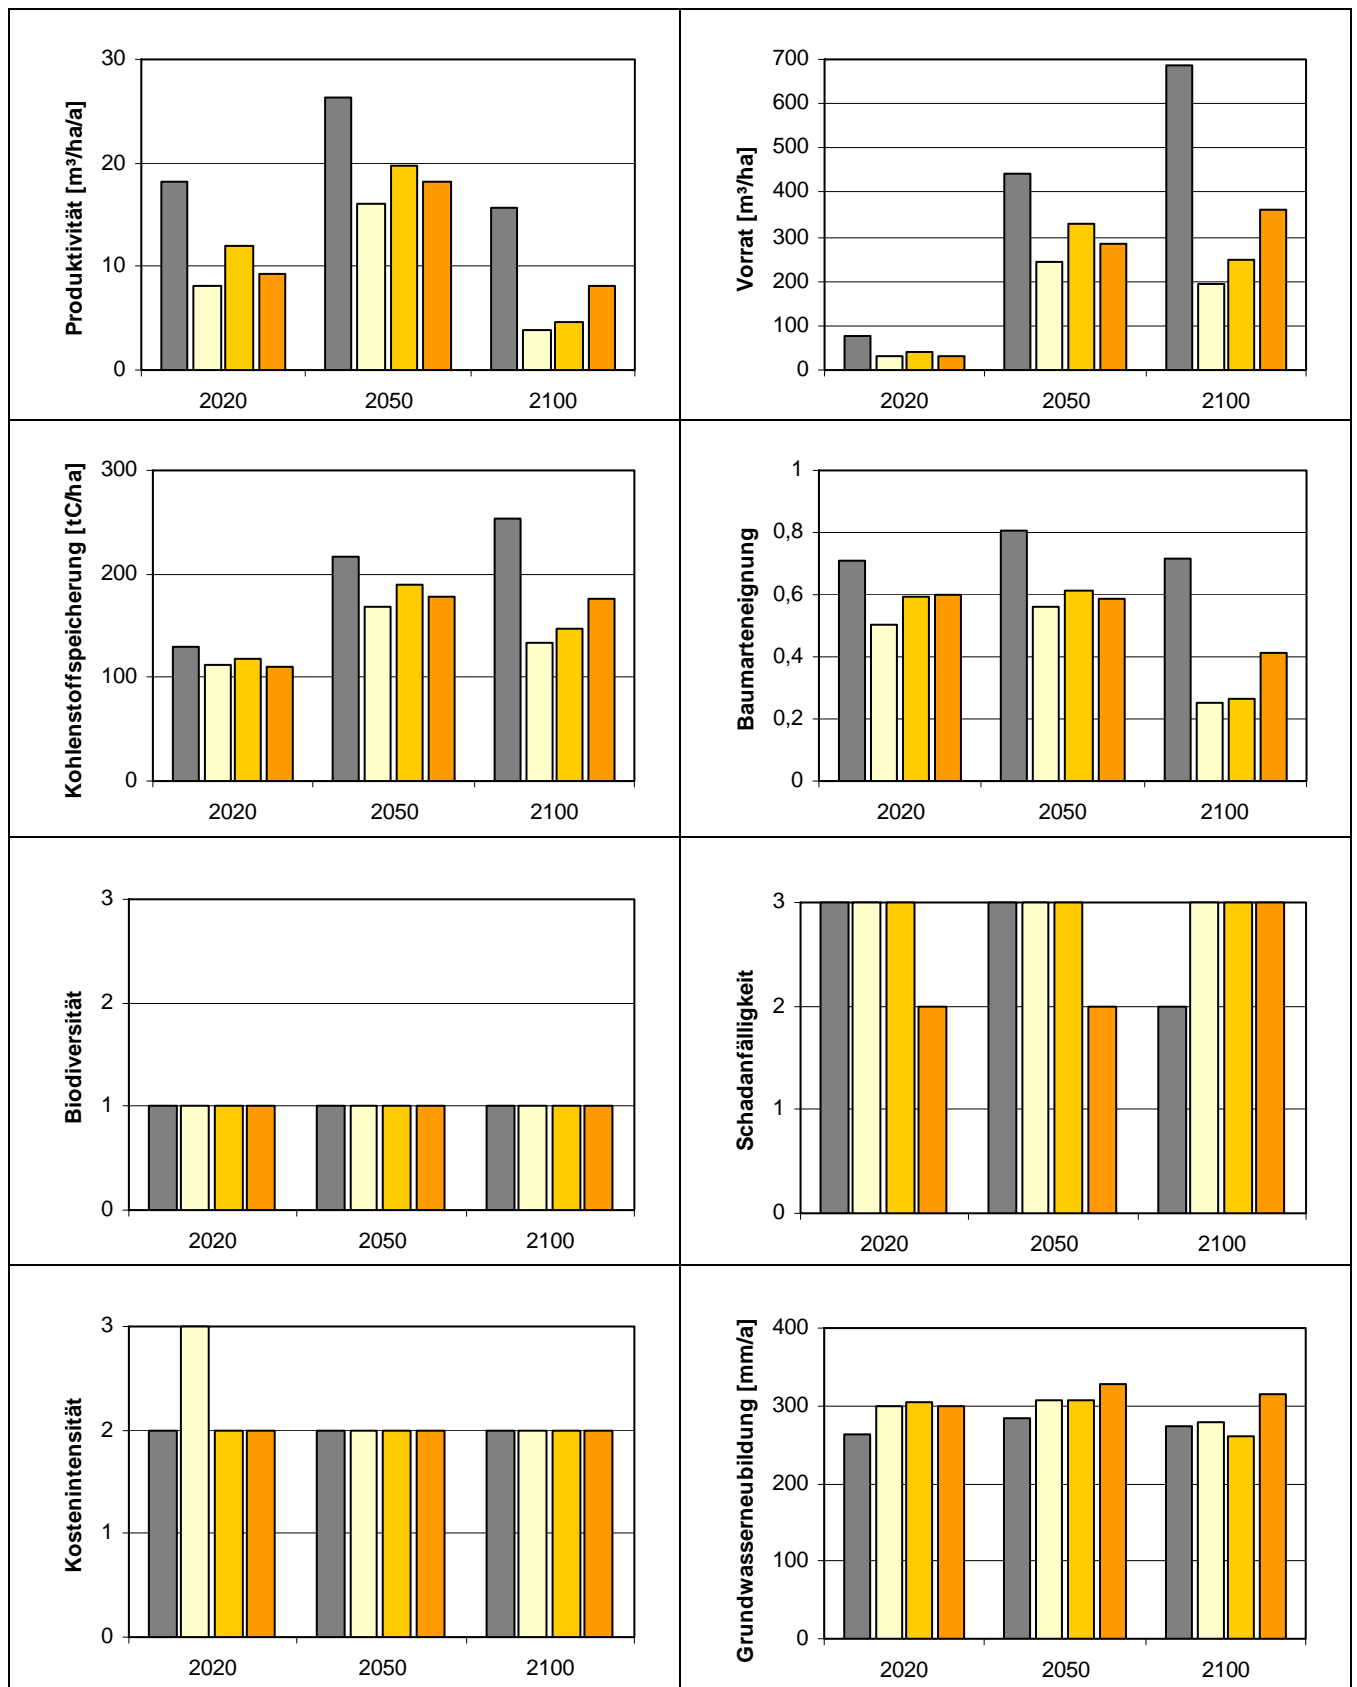 Produktivität [m³/ha/a]
30
20
10
0
2020 2050 2100
Vorrat [m³/ha]
700
600
500
400
300
200
100
0
2020 2050 2100
Kohlenstoffspeicherung [tC/ha]
300
200
100
0
2020 2050 2100
Baumarteneignung
1
0,8
0,6
0,4
0,2
0
2020 2050 2100
Biodiversität
3
2
1
0
2020 2050 2100
Schadanfälligkeit
3
2
1
0
2020 2050 2100
Kostenintensität
3
2
1
0
2020 2050 2100
Grundwasserneubildung [mm/a]
400
300
200
100
0
2020 2050 2100